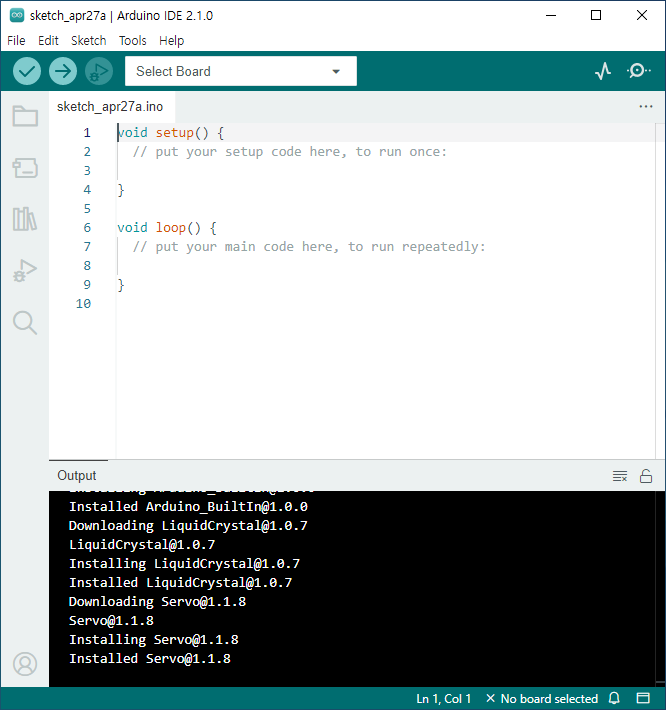 sketch_apr27a | Arduino IDE 2.1.0
File Edit Sketch Tools Help
Select Board
sketch_apr27a.ino
1 void setup() {
2 // put your setup code here, to run once:
3
4 }
5
6 void loop() {
7 // put your main code here, to run repeatedly:
8
9 }
10
Output
Installing Arduino_BuiltIn@1.0.0
Installed Arduino_BuiltIn@1.0.0
Downloading LiquidCrystal@1.0.7
LiquidCrystal@1.0.7
Installing LiquidCrystal@1.0.7
Installed LiquidCrystal@1.0.7
Downloading Servo@1.1.8
Servo@1.1.8
Installing Servo@1.1.8
Installed Servo@1.1.8
Ln 1, Col 1 × No board selected